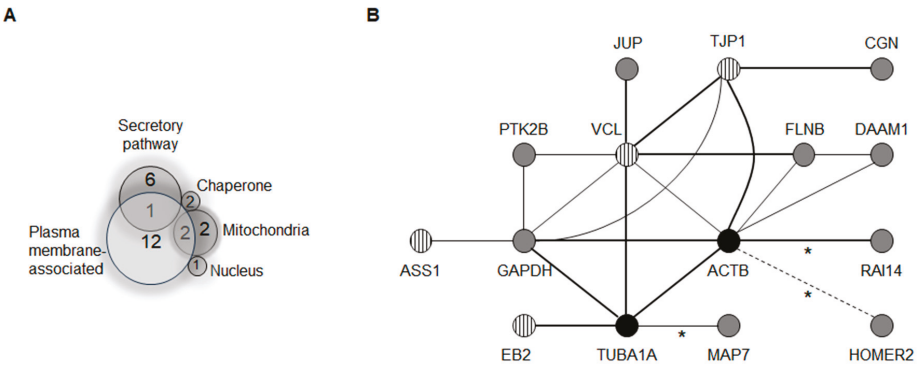 A
Secretory
pathway
6
Chaperone
2
1
Plasma
membrane-
associated
12
2
2
Mitochondria
1
Nucleus
B
JUP
TJP1
CGN
PTK2B
VCL
FLNB
DAAM1
ASS1
GAPDH
ACTB
*
RAI14
*
EB2
TUBA1A
*
MAP7
HOMER2